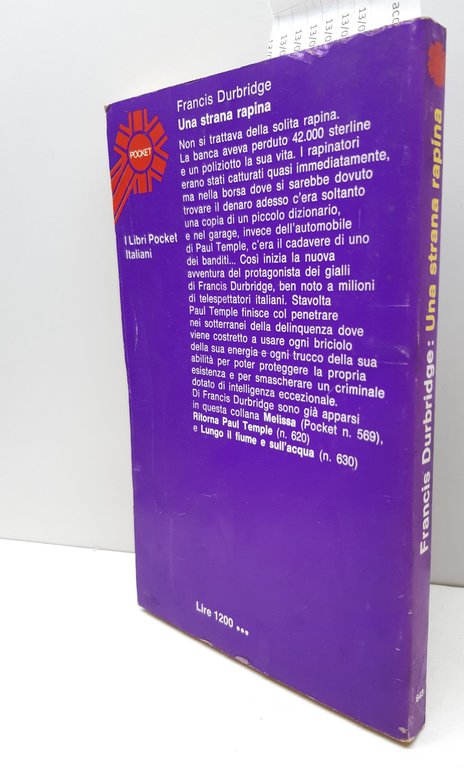 Francis Durbridge
Una strana rapina
Non si trattava della solita rapina.
La banca aveva perduto 42.000 sterline
e un poliziotto la sua vita. I rapinatori
erano stati catturati quasi immediatamente,
ma nella borsa dove si sarebbe dovuto
trovare il denaro adesso c'era soltanto
una copia di un piccolo dizionario,
e nel garage, invece dell'automobile
di Paul Temple, c'era il cadavere di uno
dei banditi... Così inizia la nuova
avventura del protagonista dei gialli
di Francis Durbridge, ben noto a milioni
di telespettatori italiani. Stavolta
Paul Temple finisce col penetrare
nei sotterranei della delinquenza dove
viene costretto a usare ogni briciolo
della sua energia e ogni trucco della sua
abilità per poter proteggere la propria
esistenza e per smascherare un criminale
dotato di intelligenza eccezionale.
Di Francis Durbridge sono già apparsi
in questa collana Melissa (Pocket n. 569),
Ritorna Paul Temple (n. 620)
e Lungo il fiume e sull'acqua (n. 630)
POCKET
I Libri Pocket
Italiani
Lire 1200 •••
Francis Durbridge: Una strana rapina